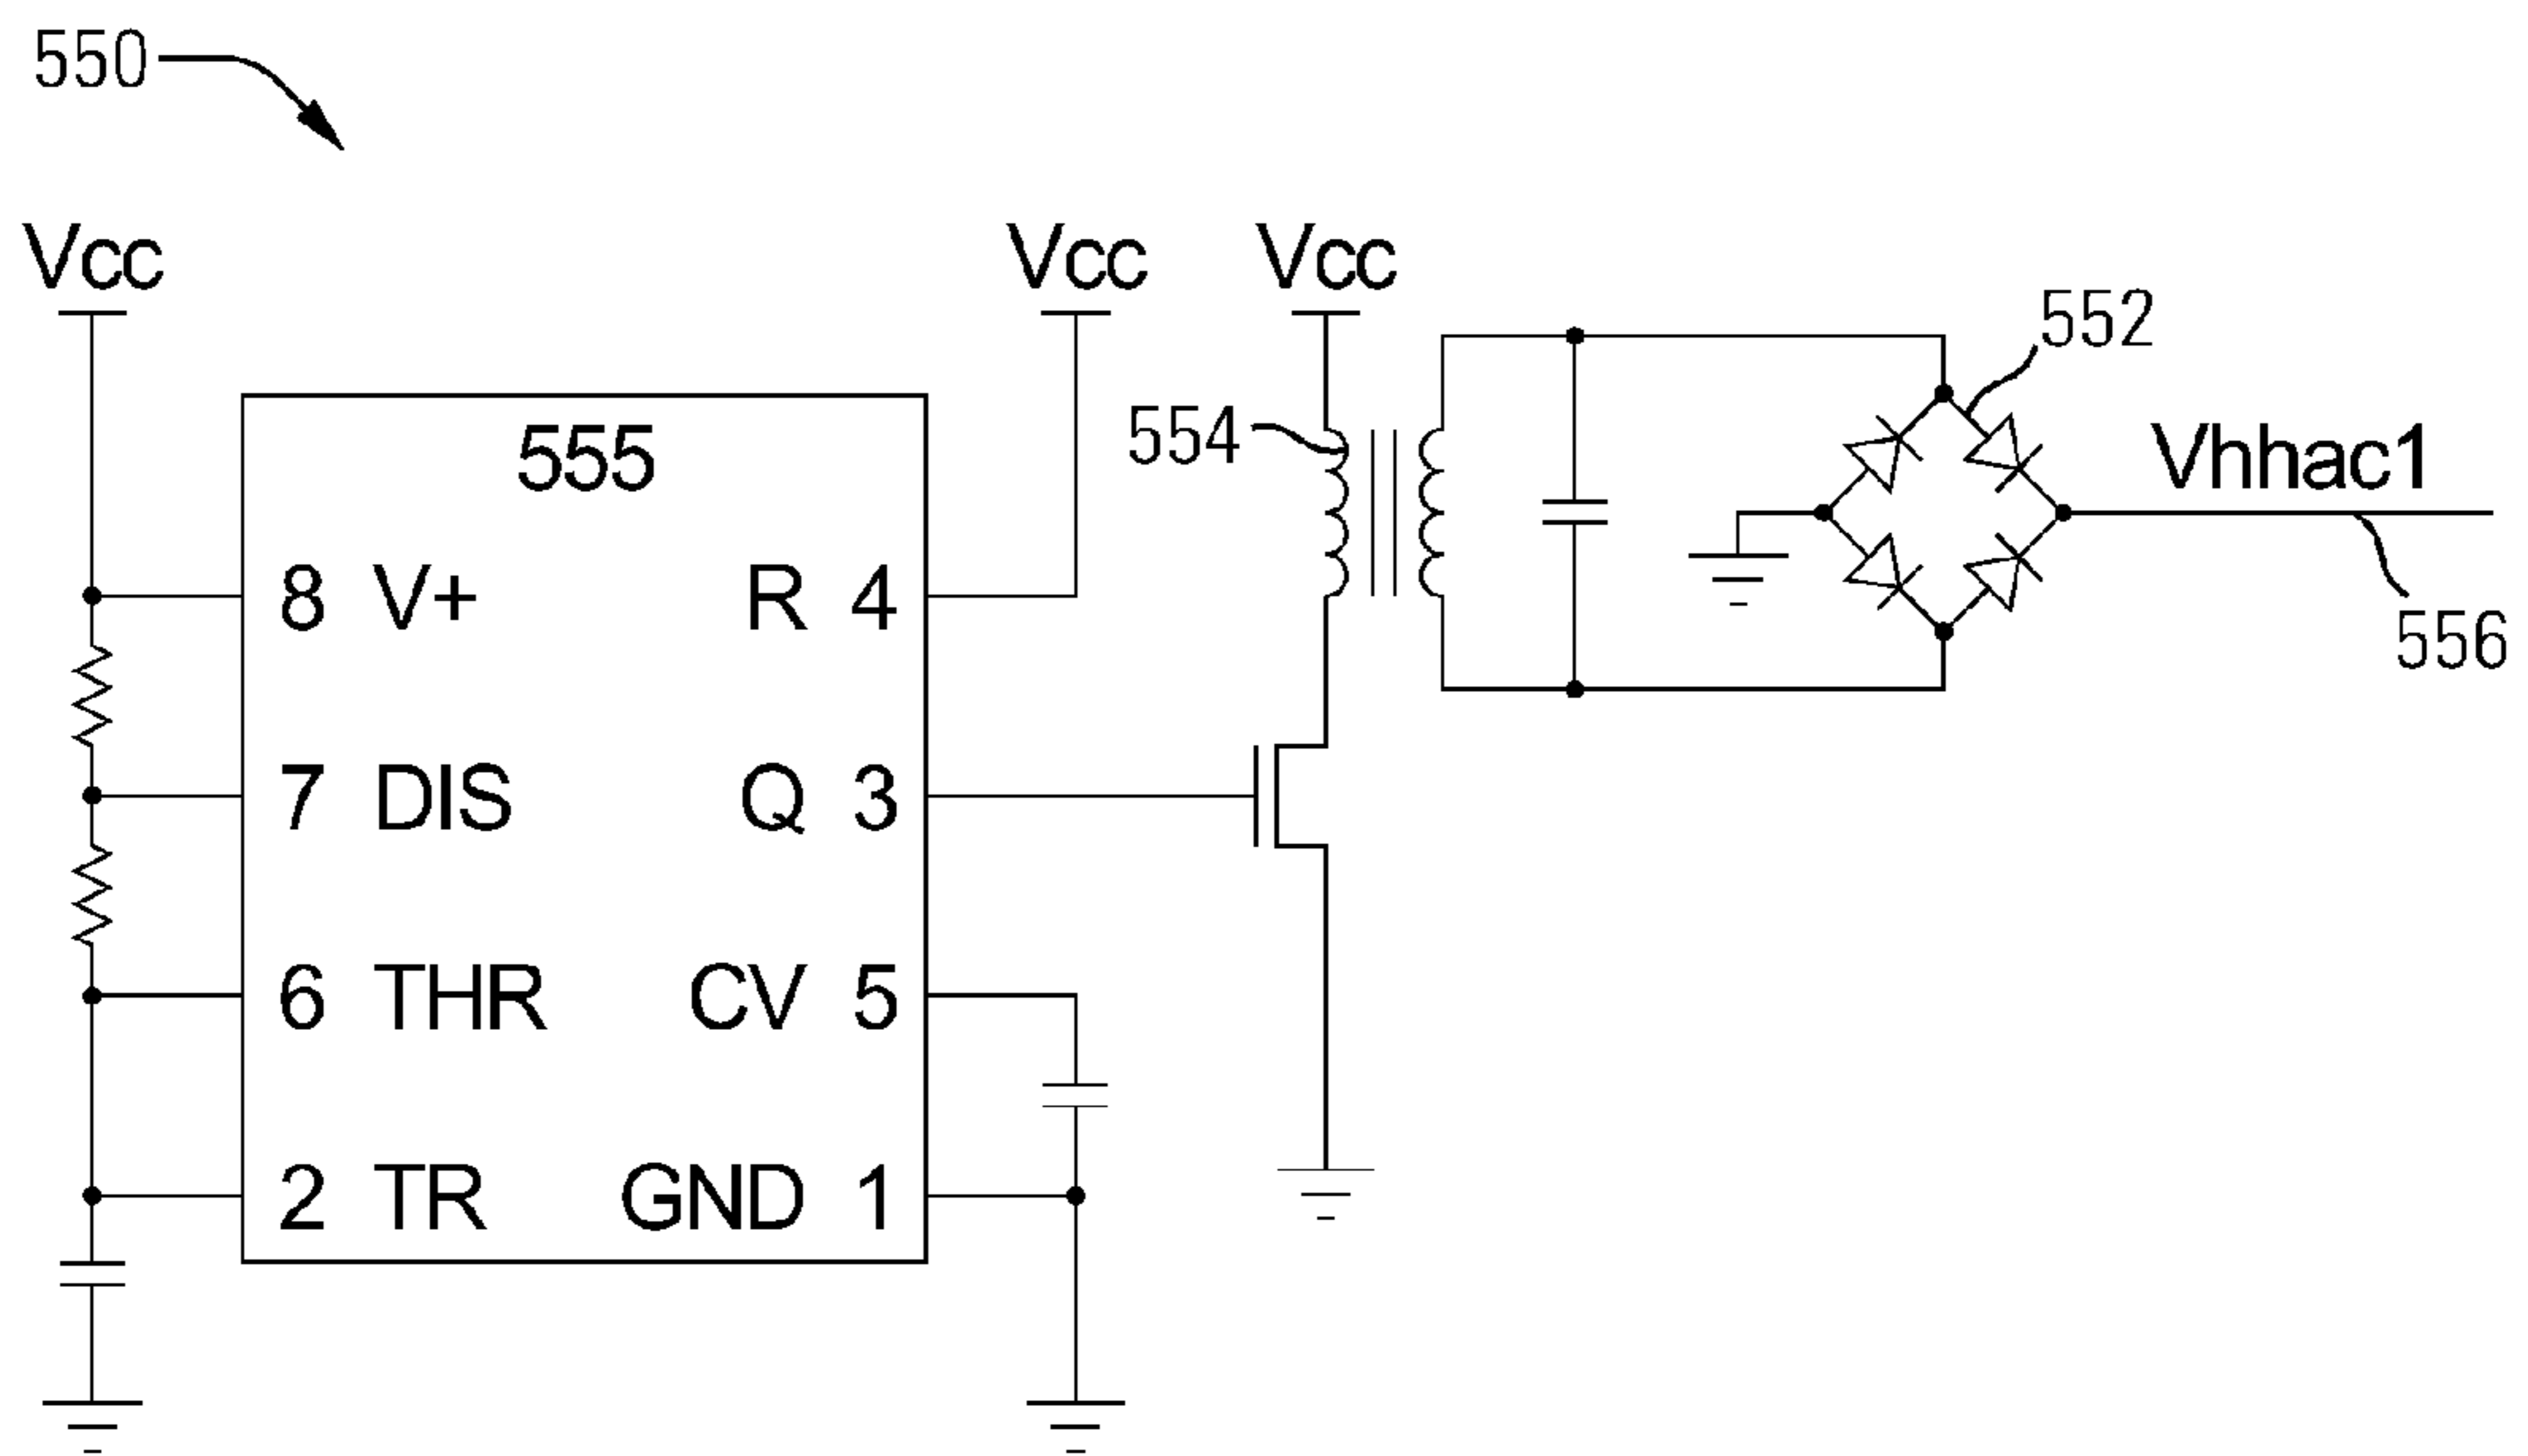 550
Vcc
Vcc
Vcc
552
554
Vhhac1
555
8 V+ R 4
556
7 DIS Q 3
6 THR CV 5
2 TR GND 1